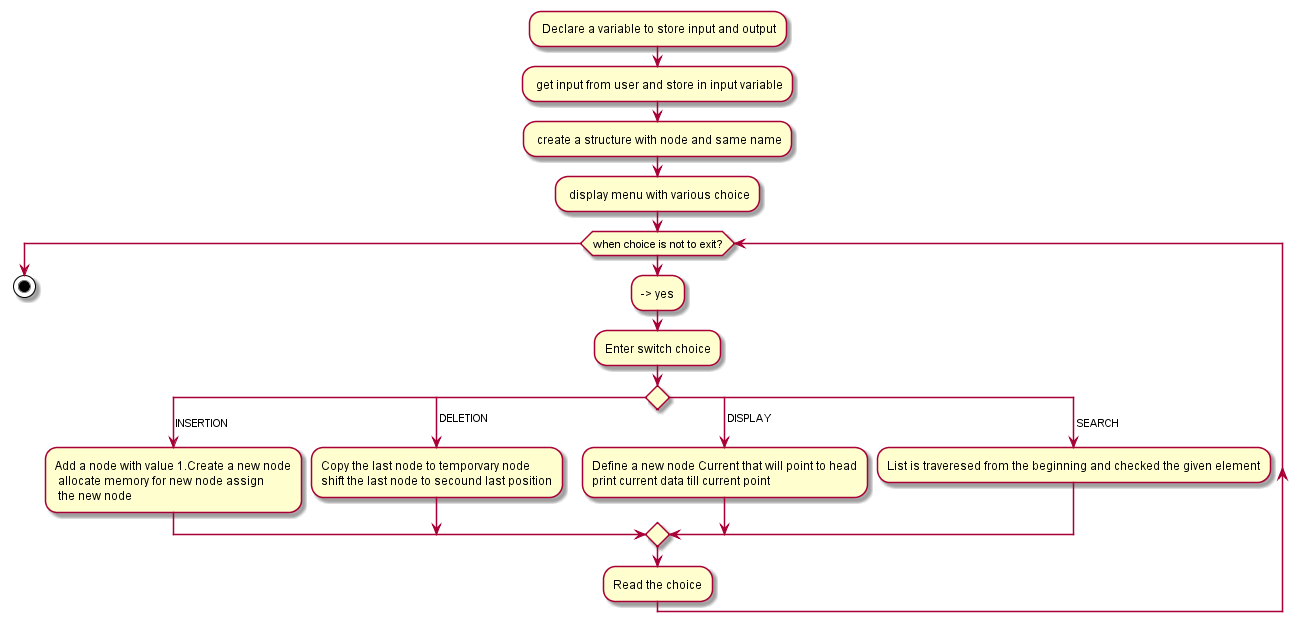 Declare a variable to store input and output
get input from user and store in input variable
create a structure with node and same name
display menu with various choice
when choice is not to exit?
-> yes
Enter switch choice
INSERTION
DELETION
DISPLAY
SEARCH
Add a node with value 1.Create a new node
allocate memory for new node assign
the new node
Copy the last node to temporvary node
shift the last node to secound last position
Define a new node Current that will point to head
print current data till current point
List is traveresed from the beginning and checked the given element
Read the choice